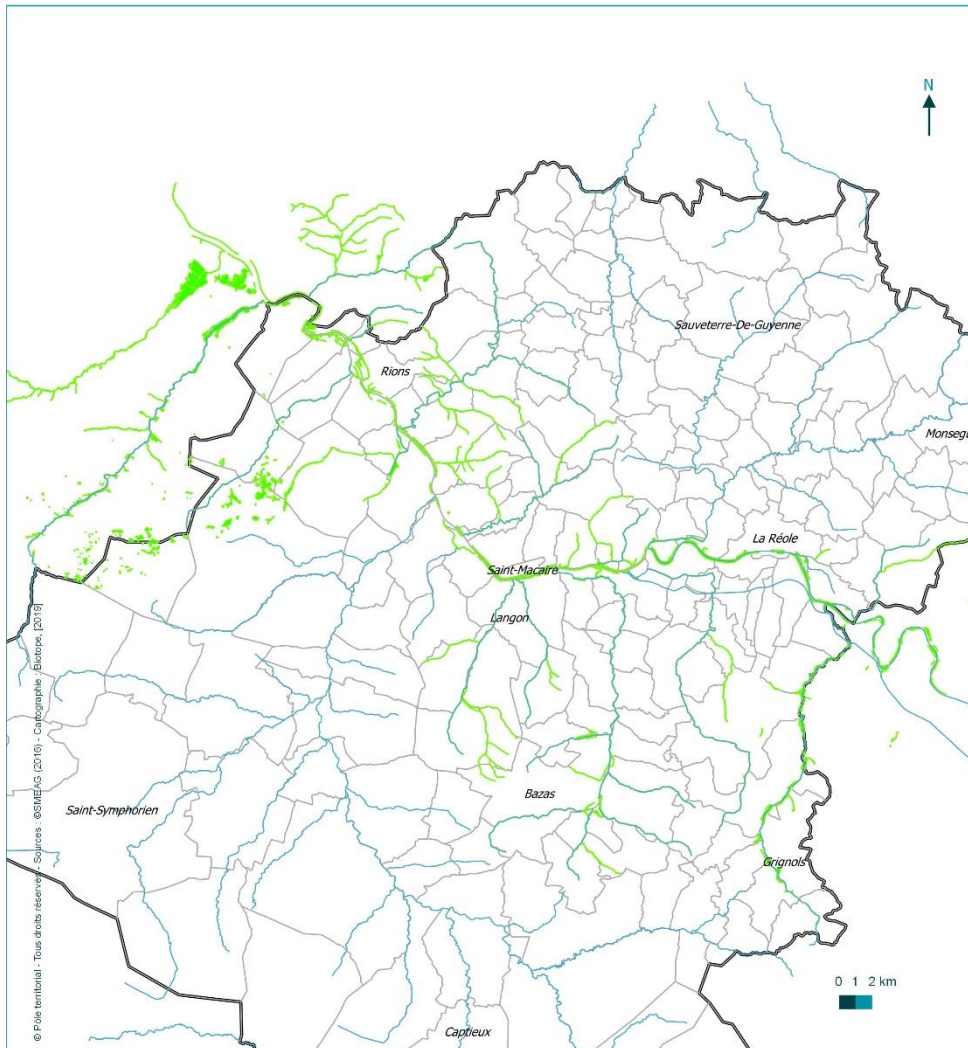 N
Sauveterre-De-Guyenne
Rions
Monség
La Réole
Saint-Macaire
Langon
Bazas
Saint-Symphorien
Grignols
Captieux
0 1 2 km
© Pôle territorial - Tous droits réservés - Sources : ©SMEAG (2016) - Cartographie : Biotope, [2019]